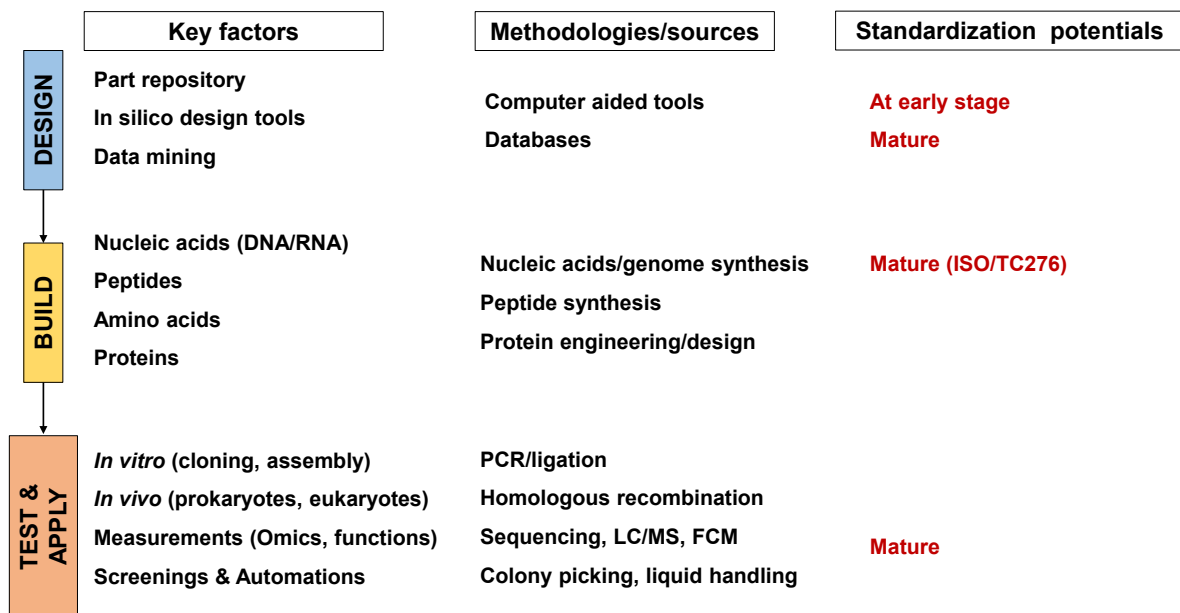 Key factors
Methodologies/sources
Standardization potentials
DESIGN
Part repository
In silico design tools
Data mining
Computer aided tools
Databases
At early stage
Mature
BUILD
Nucleic acids (DNA/RNA)
Peptides
Amino acids
Proteins
Nucleic acids/genome synthesis
Peptide synthesis
Protein engineering/design
Mature (ISO/TC276)
TEST &
APPLY
In vitro (cloning, assembly)
In vivo (prokaryotes, eukaryotes)
Measurements (Omics, functions)
Screenings & Automations
PCR/ligation
Homologous recombination
Sequencing, LC/MS, FCM
Colony picking, liquid handling
Mature